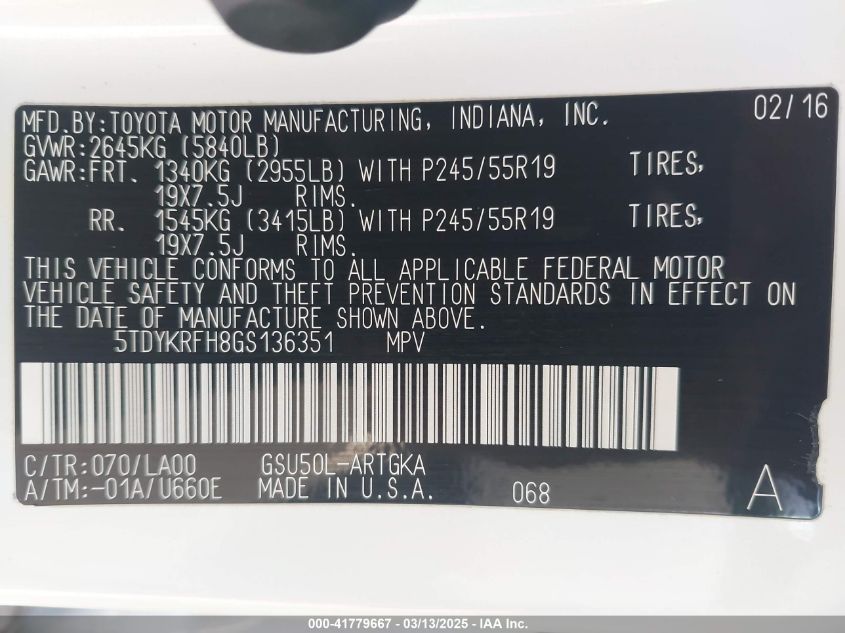 MFD.BY:TOYOTA MOTOR MANUFACTURING, INDIANA, INC. 02/16
GVWR:2645KG (5840LB)
GAWR:FRT. 1340KG (2955LB) WITH P245/55R19 TIRES,
19X7.5J RIMS.
RR. 1545KG (3415LB) WITH P245/55R19 TIRES,
19X7.5J RIMS.
THIS VEHICLE CONFORMS TO ALL APPLICABLE FEDERAL MOTOR
VEHICLE SAFETY AND THEFT PREVENTION STANDARDS IN EFFECT ON
THE DATE OF MANUFACTURE SHOWN ABOVE.
5TDYKRFH8GS136351 MPV
C/TR:070/LA00 GSU50L-ARTGKA
A/TM:-01A/U660E MADE IN U.S.A. 068 A
000-41779667 - 03/13/2025 - IAA Inc.